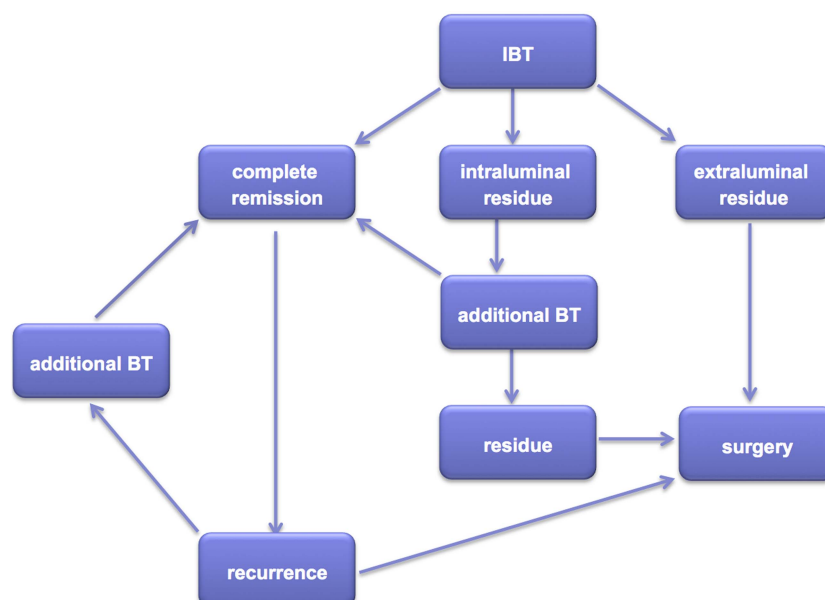 IBT
complete
remission
intraluminal
residue
extraluminal
residue
additional BT
additional BT
residue
surgery
recurrence